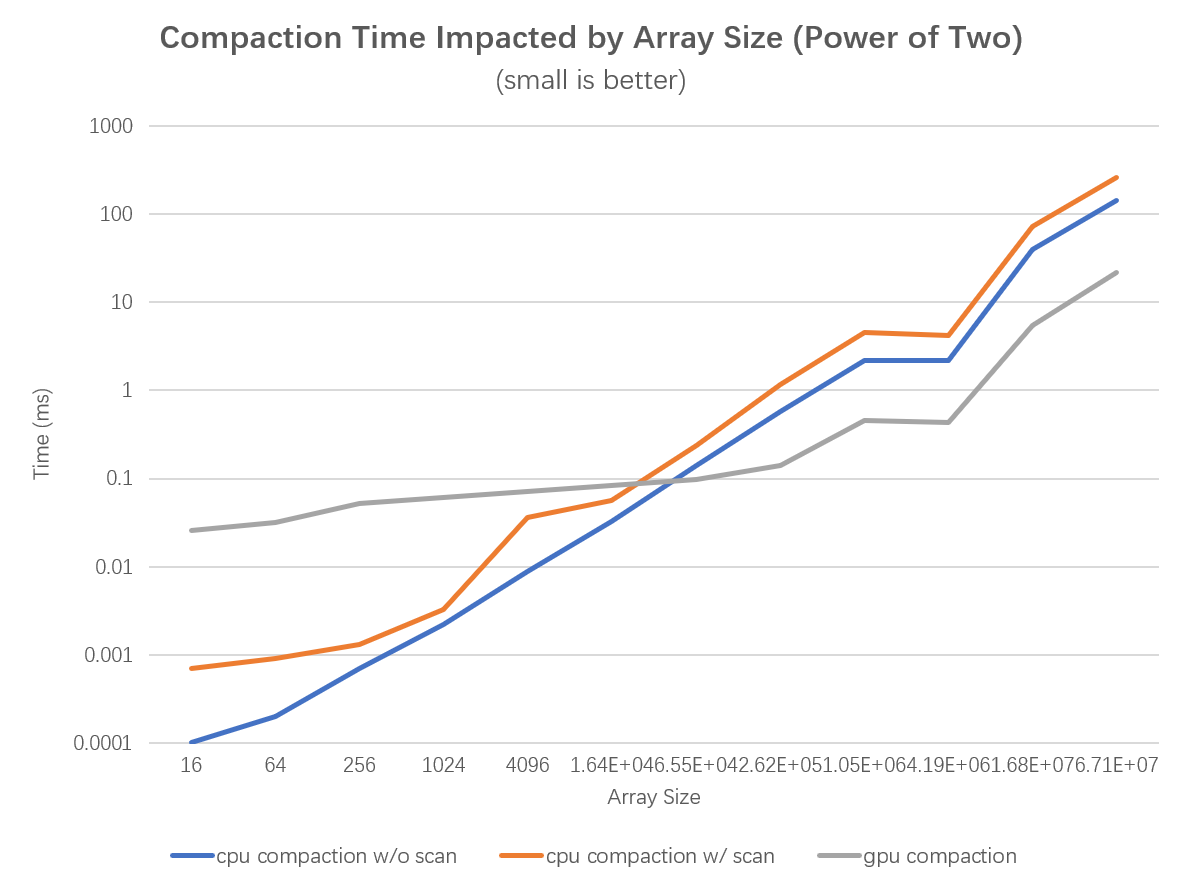 Compaction Time Impacted by Array Size (Power of Two)
(small is better)
1000
100
10
1
0.1
0.01
0.001
0.0001
Time (ms)
16 64 256 1024 4096 1.64E+04 6.55E+04 2.62E+05 1.05E+06 4.19E+06 1.68E+07 6.71E+07
Array Size
cpu compaction w/o scan cpu compaction w/ scan gpu compaction